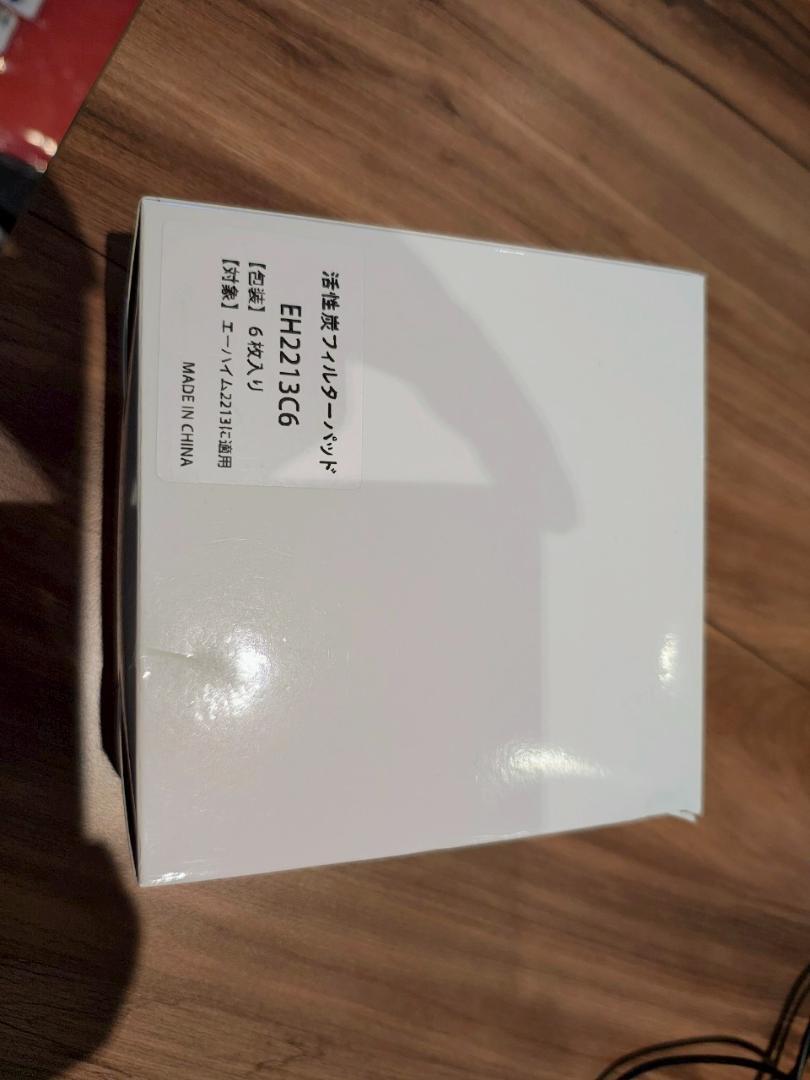 活性炭フィルターパッド
EH2213C6
【包装】 6枚入り
【対象】 エーハイム2213に適用
MADE IN CHINA